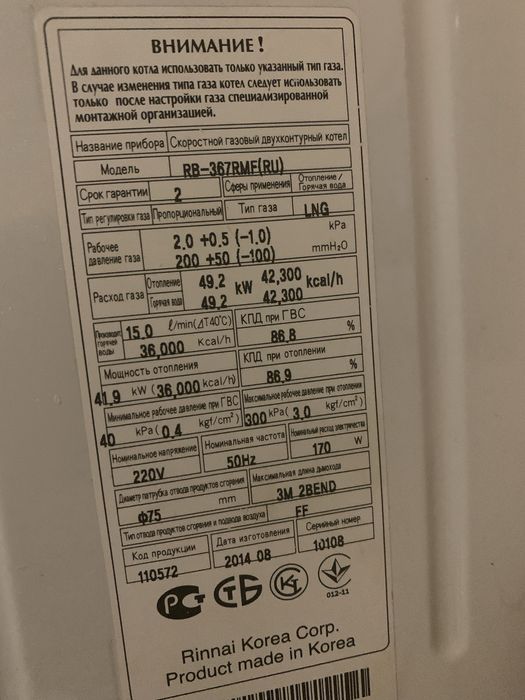 ВНИМАНИЕ !
Для данного котла использовать только указанный тип газа.
В случае изменения типа газа котел следует использовать
только после настройки газа специализированной
монтажной организацией.
Название прибора Скоростной газовый двухконтурный котел
Модель RB-367RMF(RU)
Срок гарантии 2 Сферы применения Отопление / Горячая вода
Тип регулировки газа Пропорциональный Тип газа LNG
Рабочее давление газа 2.0 +0.5 (-1.0) kPa
200 +50 (-100) mmH₂O
Расход газа Отопление 49.2 kW 42,300 kcal/h
Горячая вода 49.2 42,300
Производит. горячей воды 15.0 ℓ/min(ΔT40℃) КПД при ГВС
36,000 Kcal/h 86,8 %
Мощность отопления КПД при отоплении
41,9 kW (36,000 kcal/h) 86,9 %
Минимальное рабочее давление при ГВС Максимальное рабочее давление при отоплении
40 kPa ( 0,4 kgf/cm²) 300 kPa ( 3,0 kgf/cm²)
Номинальное напряжение Номинальная частота Номинальный расход электричества
220V 50Hz 170 W
Диаметр патрубка отвода продуктов сгорания Максимальная длина дымохода
Φ75 mm 3M 2BEND
Тип отвода продуктов сгорания и подвода воздуха FF
Код продукции Дата изготовления Серийный номер
110572 2014 08 10108
РСТ СТБ
012-11
Rinnai Korea Corp.
Product made in Korea